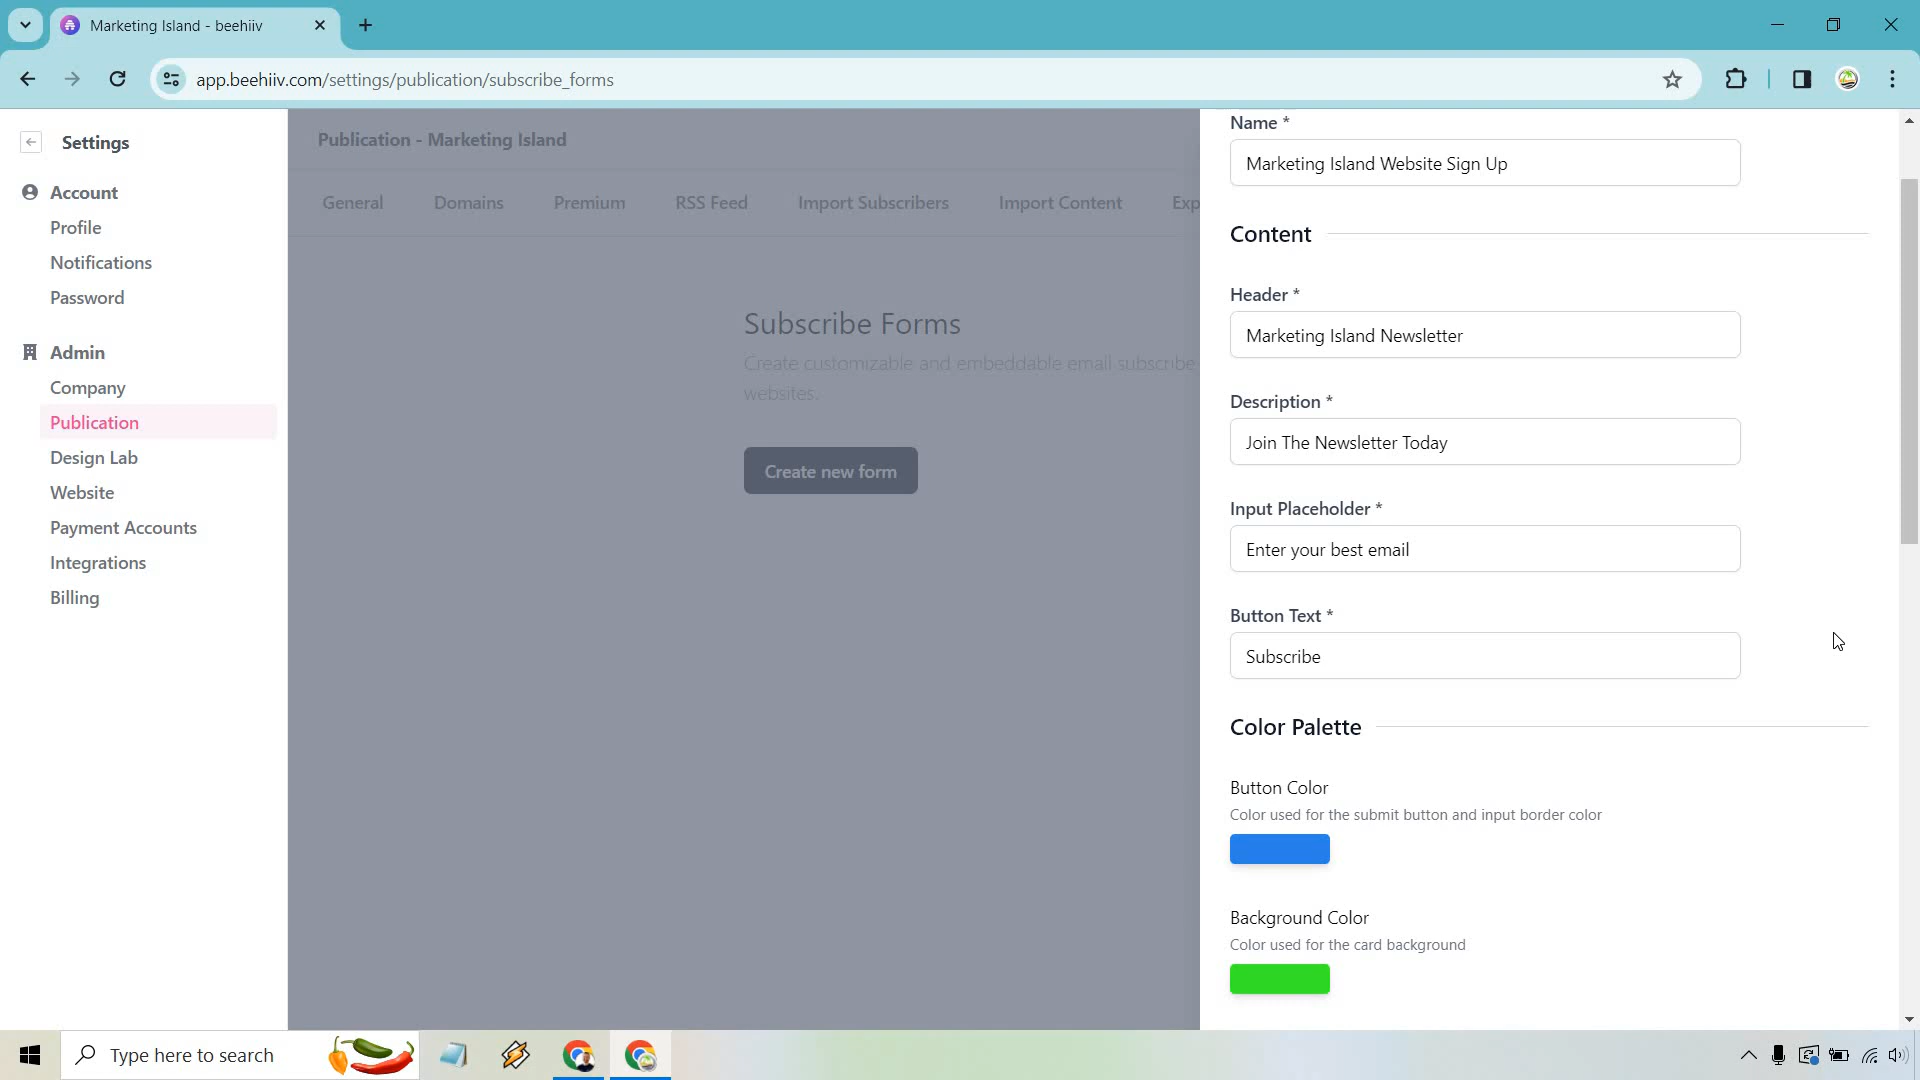 Marketing Island - beehiiv
app.beehiiv.com/settings/publication/subscribe_forms
Settings
Account
Profile
Notifications
Password
Admin
Company
Publication
Design Lab
Website
Payment Accounts
Integrations
Billing
Publication - Marketing Island
General Domains Premium RSS Feed Import Subscribers Import Content Exp
Subscribe Forms
Create customizable and embeddable email subscribe
websites.
Create new form
Name *
Marketing Island Website Sign Up
Content
Header *
Marketing Island Newsletter
Description *
Join The Newsletter Today
Input Placeholder *
Enter your best email
Button Text *
Subscribe
Color Palette
Button Color
Color used for the submit button and input border color
Background Color
Color used for the card background
Type here to search